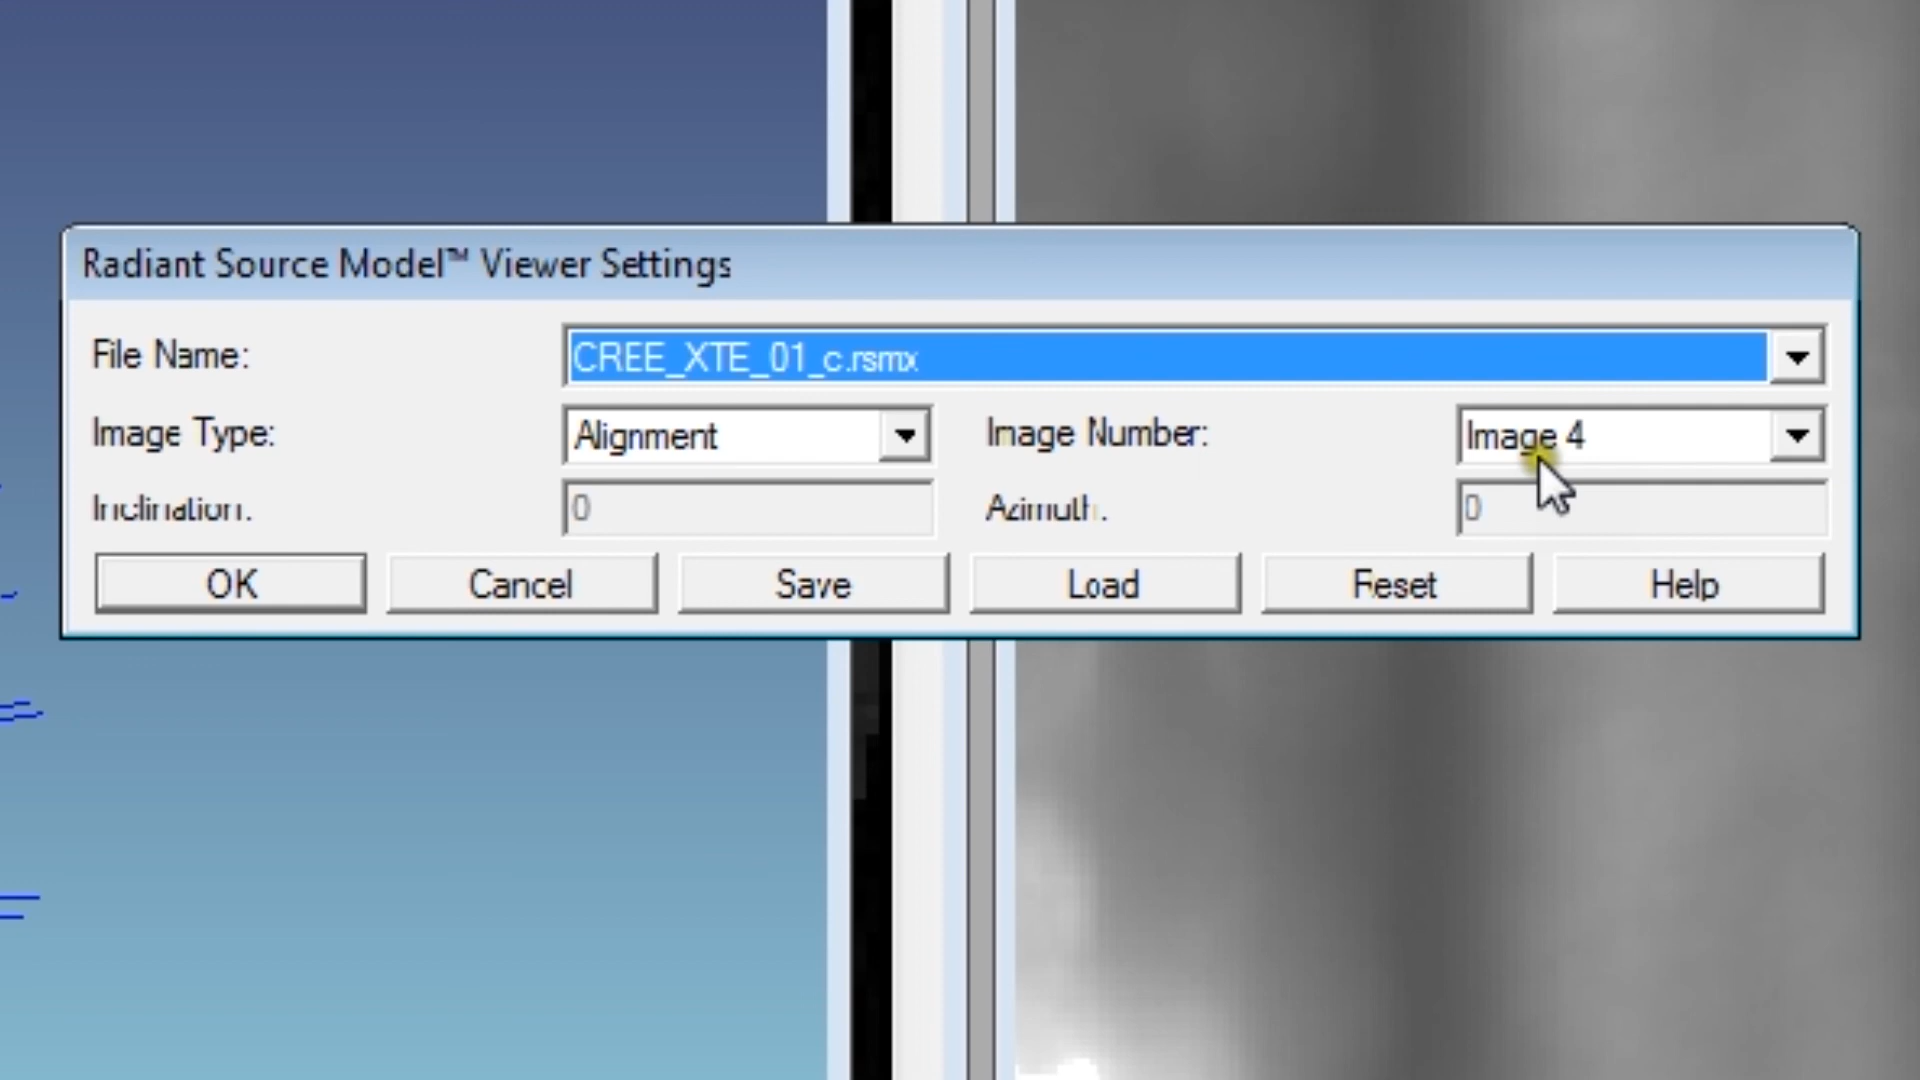 Radiant Source Model™ Viewer Settings
File Name: CREE_XTE_01_c.rsmx
Image Type: Alignment Image Number: Image 4
Inclination: 0 Azimuth: 0
OK Cancel Save Load Reset Help